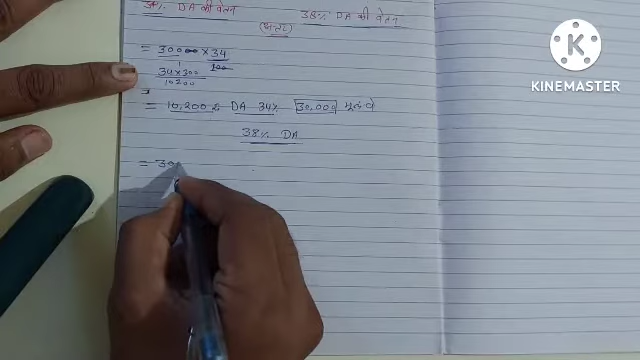 34% DA की वेतन
38% DA की वेतन
(अन्तर)
= 30000 × 34
100
34×300
10200
= 10,200 DA 34% 30,000 मूल वे
38% DA
= 300
KINEMASTER